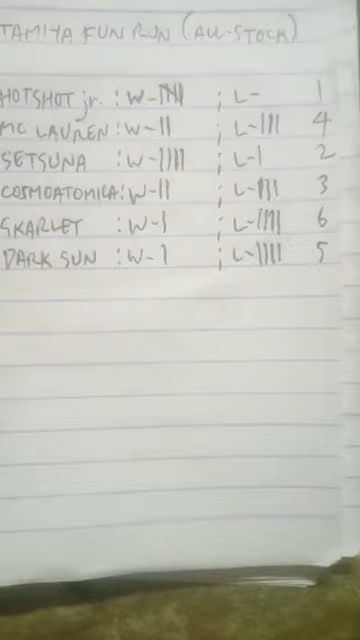 TAMIYA FUN RUN (ALL-STOCK)
HOTSHOT jr. : W-IIIII ; L- 1
MC LAUREN : W-II ; L-III 4
SETSUNA : W-IIII ; L-I 2
COSMOATOMICA : W-II ; L-III 3
SKARLET : W-I ; L-IIII 6
DARK SUN : W-I ; L-IIII 5